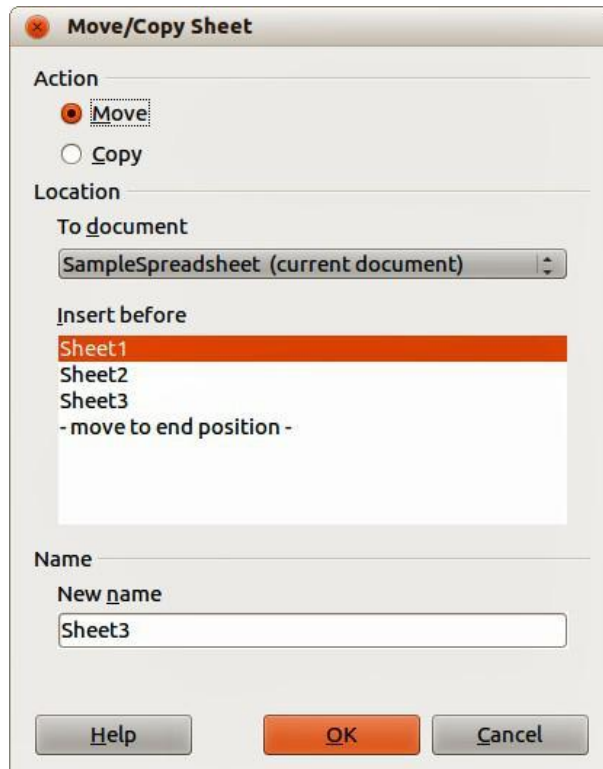 Move/Copy Sheet
Action
Move
Copy
Location
To document
SampleSpreadsheet (current document)
Insert before
Sheet1
Sheet2
Sheet3
- move to end position -
Name
New name
Sheet3
Help OK Cancel